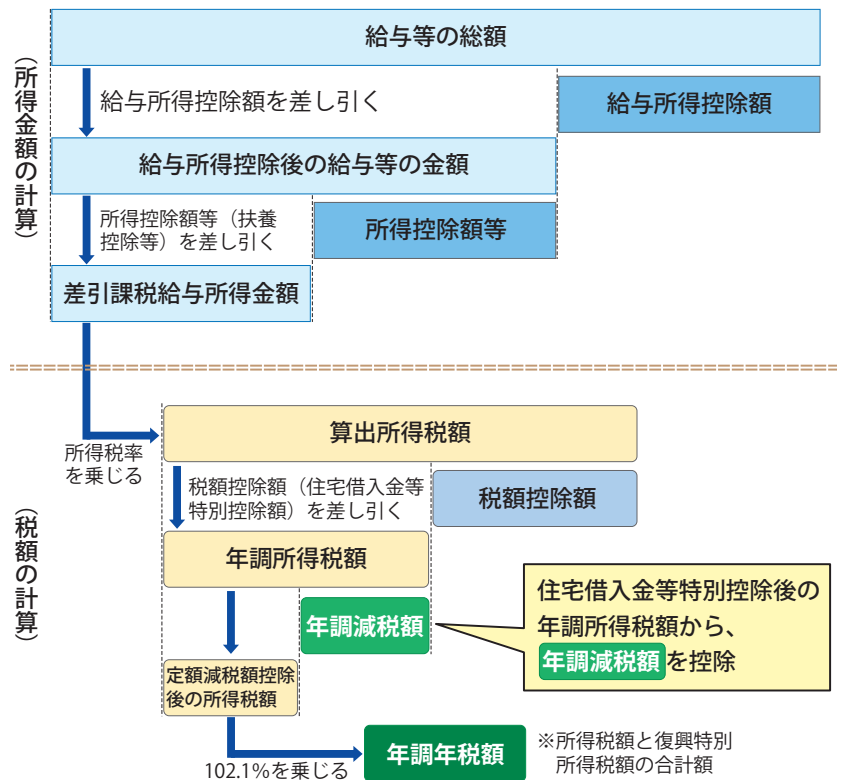 (所得金額の計算)
給与等の総額
給与所得控除額を差し引く
給与所得控除額
給与所得控除後の給与等の金額
所得控除額等（扶養
控除等）を差し引く
所得控除額等
差引課税給与所得金額
(税額の計算)
所得税率
を乗じる
算出所得税額
税額控除額（住宅借入金等
特別控除額）を差し引く
税額控除額
年調所得税額
年調減税額
住宅借入金等特別控除後の
年調所得税額から、
年調減税額を控除
定額減税額控除
後の所得税額
102.1%を乗じる
年調年税額
※所得税額と復興特別
所得税額の合計額